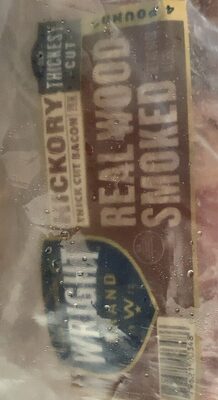 4 POUNDS
THICKEST
CUT
HICKORY
THICK CUT BACON
REAL WOOD
SMOKED
WRIGHT
BRAND
W